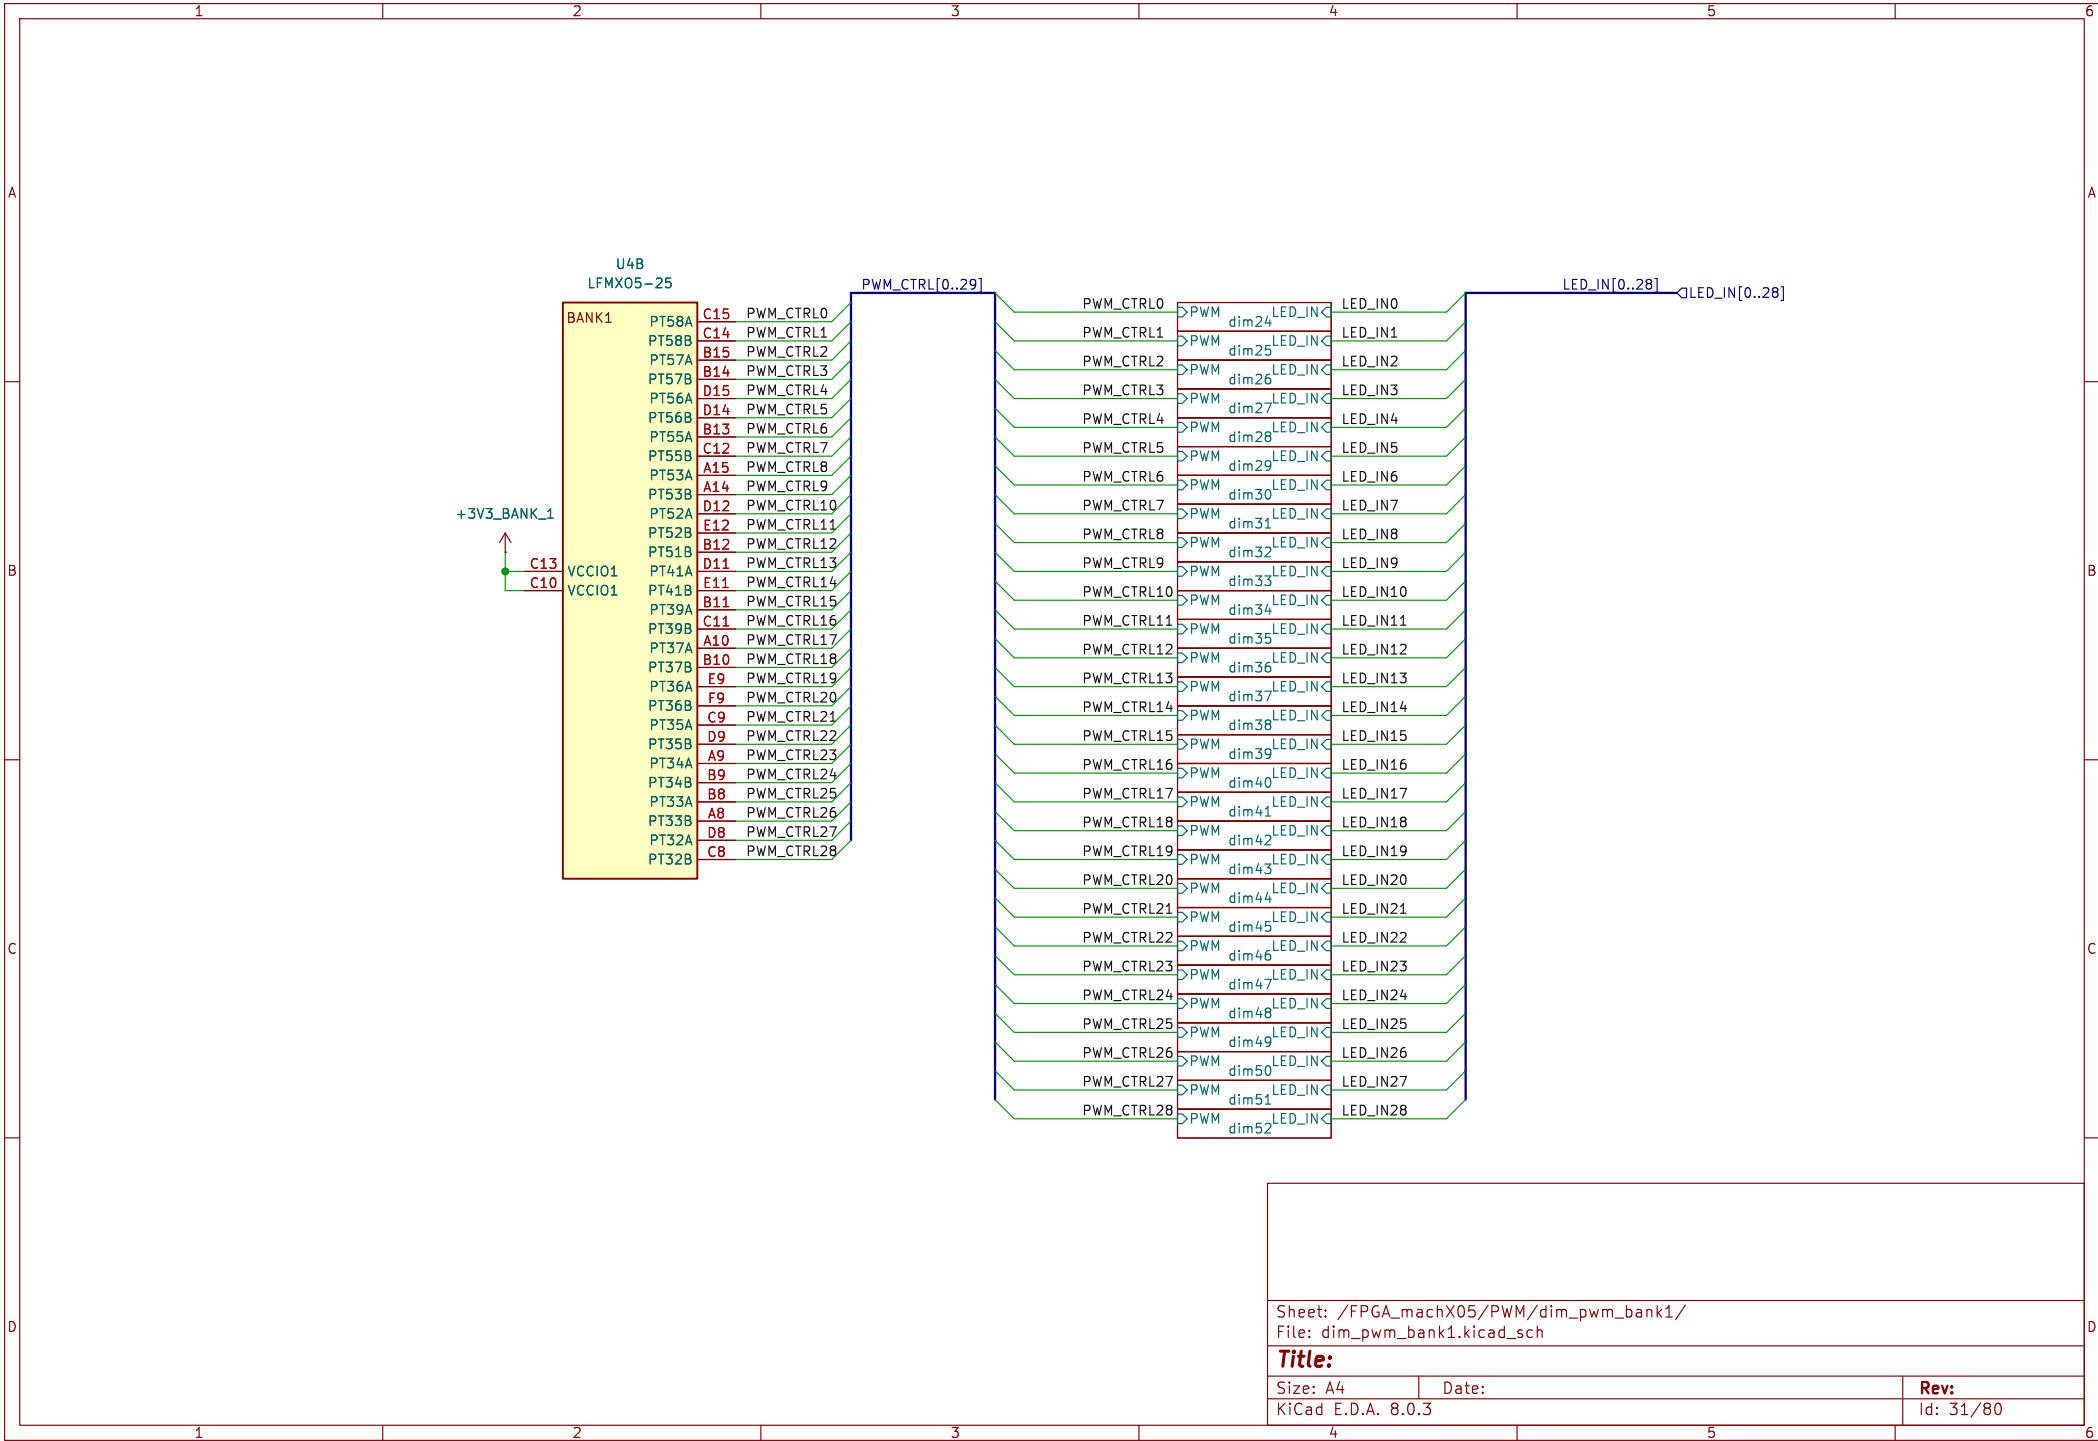 1 2 3 4 5 6
A A
U4B
LFMXO5-25
PWM_CTRL[0..29] LED_IN[0..28] LED_IN[0..28]
BANK1
PT58A C15 PWM_CTRL0
PT58B C14 PWM_CTRL1
PT57A B15 PWM_CTRL2
PT57B B14 PWM_CTRL3
PT56A D15 PWM_CTRL4
PT56B D14 PWM_CTRL5
PT55A B13 PWM_CTRL6
PT55B C12 PWM_CTRL7
PT53A A15 PWM_CTRL8
PT53B A14 PWM_CTRL9
PT52A D12 PWM_CTRL10
PT52B E12 PWM_CTRL11
PT51B B12 PWM_CTRL12
PT41A D11 PWM_CTRL13
PT41B E11 PWM_CTRL14
PT39A B11 PWM_CTRL15
PT39B C11 PWM_CTRL16
PT37A A10 PWM_CTRL17
PT37B B10 PWM_CTRL18
PT36A E9 PWM_CTRL19
PT36B F9 PWM_CTRL20
PT35A C9 PWM_CTRL21
PT35B D9 PWM_CTRL22
PT34A A9 PWM_CTRL23
PT34B B9 PWM_CTRL24
PT33A B8 PWM_CTRL25
PT33B A8 PWM_CTRL26
PT32A D8 PWM_CTRL27
PT32B C8 PWM_CTRL28
+3V3_BANK_1
C13 VCCIO1
C10 VCCIO1
PWM_CTRL0 PWM LED_IN LED_IN0
dim24
PWM_CTRL1 PWM LED_IN LED_IN1
dim25
PWM_CTRL2 PWM LED_IN LED_IN2
dim26
PWM_CTRL3 PWM LED_IN LED_IN3
dim27
PWM_CTRL4 PWM LED_IN LED_IN4
dim28
PWM_CTRL5 PWM LED_IN LED_IN5
dim29
PWM_CTRL6 PWM LED_IN LED_IN6
dim30
PWM_CTRL7 PWM LED_IN LED_IN7
dim31
PWM_CTRL8 PWM LED_IN LED_IN8
dim32
PWM_CTRL9 PWM LED_IN LED_IN9
dim33
PWM_CTRL10 PWM LED_IN LED_IN10
dim34
PWM_CTRL11 PWM LED_IN LED_IN11
dim35
PWM_CTRL12 PWM LED_IN LED_IN12
dim36
PWM_CTRL13 PWM LED_IN LED_IN13
dim37
PWM_CTRL14 PWM LED_IN LED_IN14
dim38
PWM_CTRL15 PWM LED_IN LED_IN15
dim39
PWM_CTRL16 PWM LED_IN LED_IN16
dim40
PWM_CTRL17 PWM LED_IN LED_IN17
dim41
PWM_CTRL18 PWM LED_IN LED_IN18
dim42
PWM_CTRL19 PWM LED_IN LED_IN19
dim43
PWM_CTRL20 PWM LED_IN LED_IN20
dim44
PWM_CTRL21 PWM LED_IN LED_IN21
dim45
PWM_CTRL22 PWM LED_IN LED_IN22
dim46
PWM_CTRL23 PWM LED_IN LED_IN23
dim47
PWM_CTRL24 PWM LED_IN LED_IN24
dim48
PWM_CTRL25 PWM LED_IN LED_IN25
dim49
PWM_CTRL26 PWM LED_IN LED_IN26
dim50
PWM_CTRL27 PWM LED_IN LED_IN27
dim51
PWM_CTRL28 PWM LED_IN LED_IN28
dim52
B B
C C
D D
Sheet: /FPGA_machXO5/PWM/dim_pwm_bank1/
File: dim_pwm_bank1.kicad_sch
Title:
Size: A4 Date: Rev:
KiCad E.D.A. 8.0.3 Id: 31/80
1 2 3 4 5 6